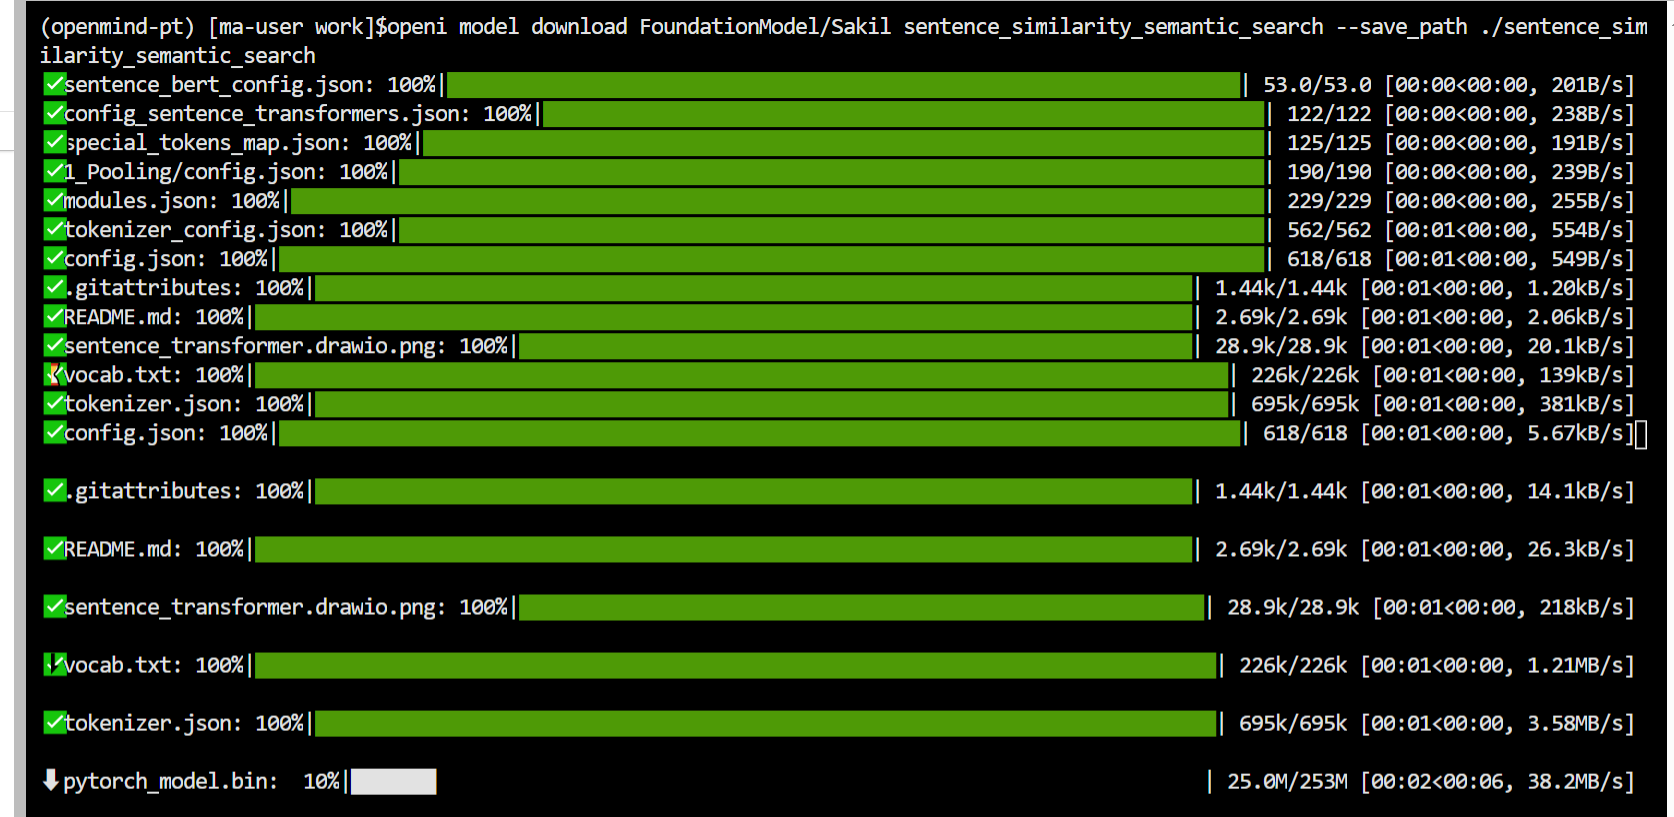 (openmind-pt) [ma-user work]$openi model download FoundationModel/Sakil sentence_similarity_semantic_search --save_path ./sentence_sim
ilarity_semantic_search
✅sentence_bert_config.json: 100%| | 53.0/53.0 [00:00<00:00, 201B/s]
✅config_sentence_transformers.json: 100%| | 122/122 [00:00<00:00, 238B/s]
✅special_tokens_map.json: 100%| | 125/125 [00:00<00:00, 191B/s]
✅1_Pooling/config.json: 100%| | 190/190 [00:00<00:00, 239B/s]
✅modules.json: 100%| | 229/229 [00:00<00:00, 255B/s]
✅tokenizer_config.json: 100%| | 562/562 [00:01<00:00, 554B/s]
✅config.json: 100%| | 618/618 [00:01<00:00, 549B/s]
✅.gitattributes: 100%| | 1.44k/1.44k [00:01<00:00, 1.20kB/s]
✅README.md: 100%| | 2.69k/2.69k [00:01<00:00, 2.06kB/s]
✅sentence_transformer.drawio.png: 100%| | 28.9k/28.9k [00:01<00:00, 20.1kB/s]
✅vocab.txt: 100%| | 226k/226k [00:01<00:00, 139kB/s]
✅tokenizer.json: 100%| | 695k/695k [00:01<00:00, 381kB/s]
✅config.json: 100%| | 618/618 [00:01<00:00, 5.67kB/s]
✅.gitattributes: 100%| | 1.44k/1.44k [00:01<00:00, 14.1kB/s]
✅README.md: 100%| | 2.69k/2.69k [00:01<00:00, 26.3kB/s]
✅sentence_transformer.drawio.png: 100%| | 28.9k/28.9k [00:01<00:00, 218kB/s]
✅vocab.txt: 100%| | 226k/226k [00:01<00:00, 1.21MB/s]
✅tokenizer.json: 100%| | 695k/695k [00:01<00:00, 3.58MB/s]
⬇pytorch_model.bin: 10%| | 25.0M/253M [00:02<00:06, 38.2MB/s]